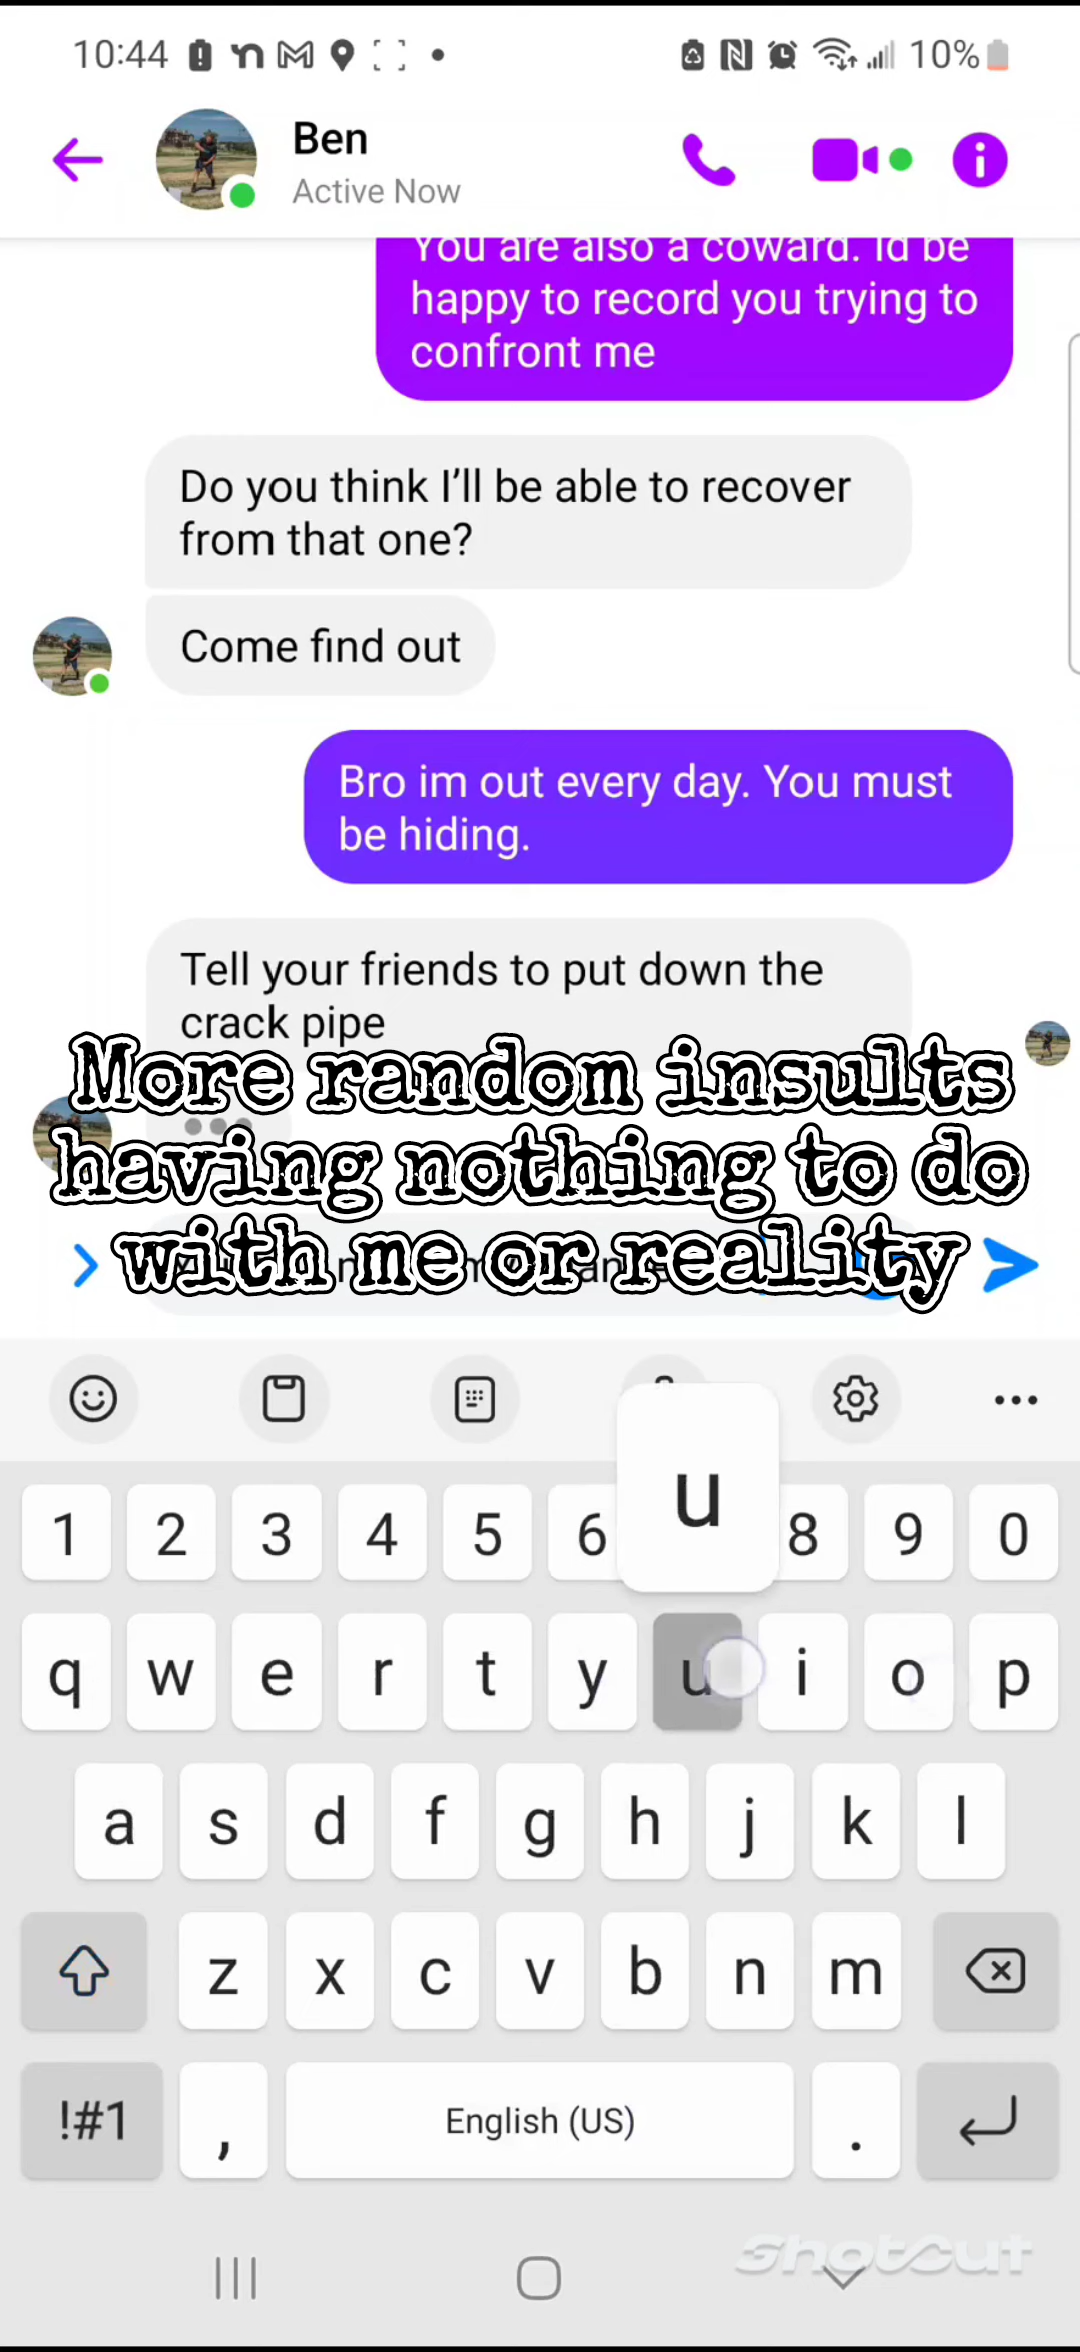 10:44
10%
Ben
Active Now
You are also a coward. Id be
happy to record you trying to
confront me
Do you think I'll be able to recover
from that one?
Come find out
Bro im out every day. You must
be hiding.
Tell your friends to put down the
crack pipe
More random insults
having nothing to do
with me or reality
u
1 2 3 4 5 6 8 9 0
q w e r t y u i o p
a s d f g h j k l
z x c v b n m
!#1 , English (US) .
Shotcut